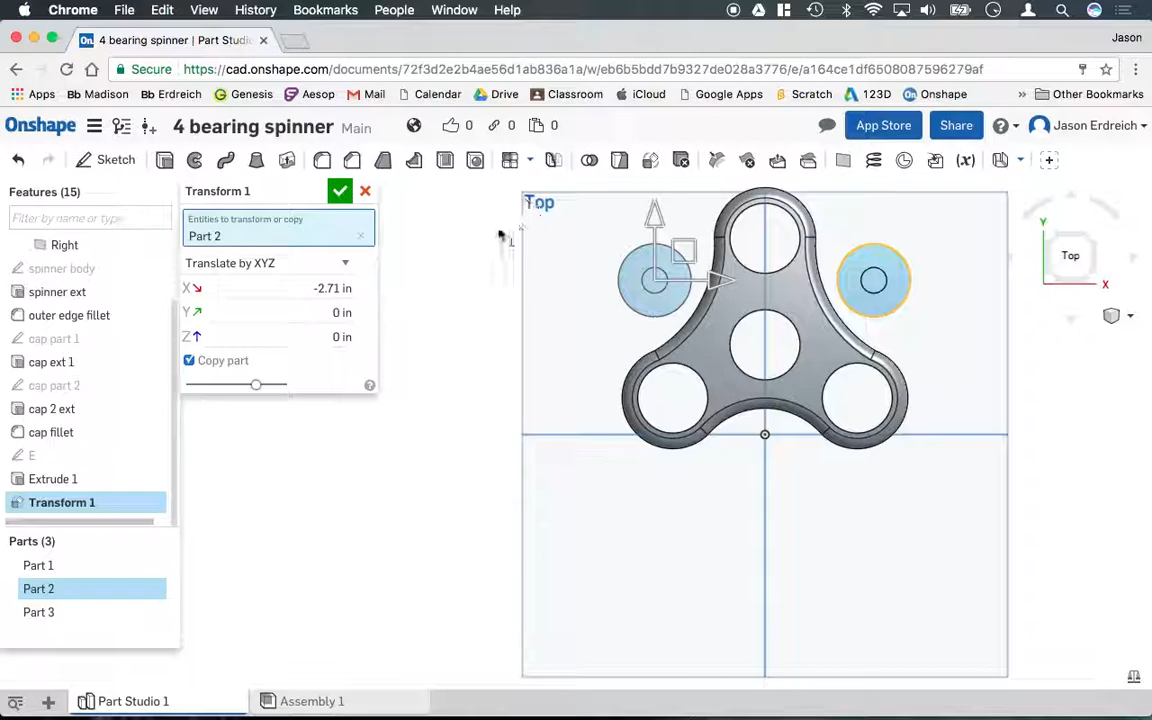 Chrome File Edit View History Bookmarks People Window Help
4 bearing spinner | Part Studio
Jason
Secure https://cad.onshape.com/documents/72f3d2e2b4ae56d1ab836a1a/w/eb6b5bdd7b9327de028a3776/e/a164ce1df6508087596279af
Apps Bb Madison Bb Erdreich Genesis Aesop Mail Calendar Drive Classroom iCloud Google Apps Scratch 123D Onshape » Other Bookmarks
Onshape 4 bearing spinner Main 0 0 0 App Store Share Jason Erdreich
Sketch (x)
Features (15)
Filter by name or type
Right
spinner body
spinner ext
outer edge fillet
cap part 1
cap ext 1
cap part 2
cap 2 ext
cap fillet
E
Extrude 1
Transform 1
Parts (3)
Part 1
Part 2
Part 3
Transform 1
Entities to transform or copy
Part 2
Translate by XYZ
X -2.71 in
Y 0 in
Z 0 in
Copy part
Top
Y
Top
X
Part Studio 1 Assembly 1